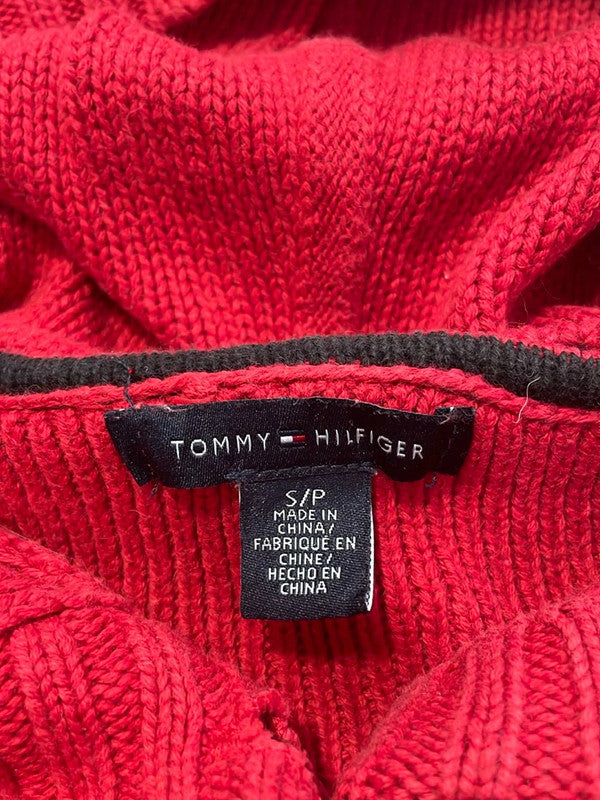 TOMMY HILFIGER
S/P
MADE IN
CHINA/
FABRIQUÉ EN
CHINE/
HECHO EN
CHINA